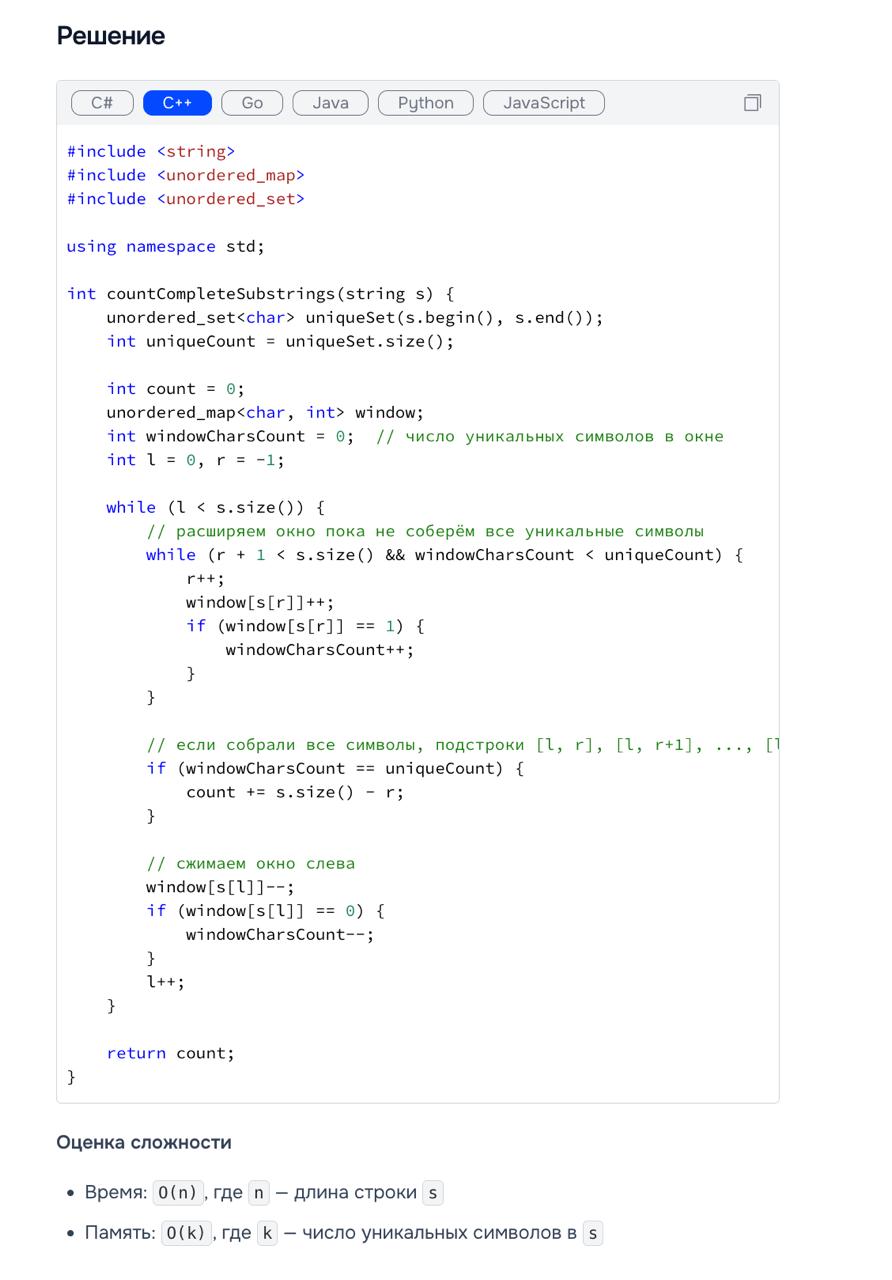 Решение
C# C++ Go Java Python JavaScript
#include <string>
#include <unordered_map>
#include <unordered_set>
using namespace std;
int countCompleteSubstrings(string s) {
    unordered_set<char> uniqueSet(s.begin(), s.end());
    int uniqueCount = uniqueSet.size();
    int count = 0;
    unordered_map<char, int> window;
    int windowCharsCount = 0;  // число уникальных символов в окне
    int l = 0, r = -1;
    while (l < s.size()) {
        // расширяем окно пока не соберём все уникальные символы
        while (r + 1 < s.size() && windowCharsCount < uniqueCount) {
            r++;
            window[s[r]]++;
            if (window[s[r]] == 1) {
                windowCharsCount++;
            }
        }
        // если собрали все символы, подстроки [l, r], [l, r+1], ..., [l
        if (windowCharsCount == uniqueCount) {
            count += s.size() - r;
        }
        // сжимаем окно слева
        window[s[l]]--;
        if (window[s[l]] == 0) {
            windowCharsCount--;
        }
        l++;
    }
    return count;
}
Оценка сложности
• Время: O(n), где n — длина строки s
• Память: O(k), где k — число уникальных символов в s